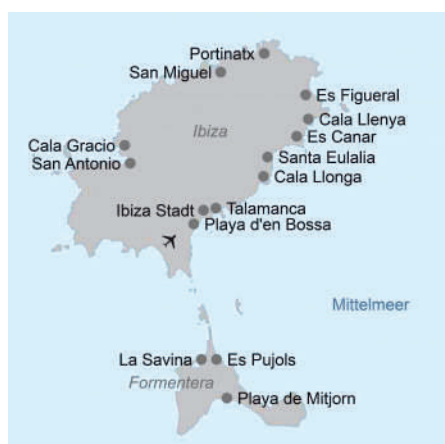 Portinatx
San Miguel
Es Figueral
Cala Llenya
Ibiza
Es Canar
Cala Gracio
Santa Eulalia
San Antonio
Cala Llonga
Talamanca
Ibiza Stadt
Playa d'en Bossa
Mittelmeer
La Savina
Es Pujols
Formentera
Playa de Mitjorn